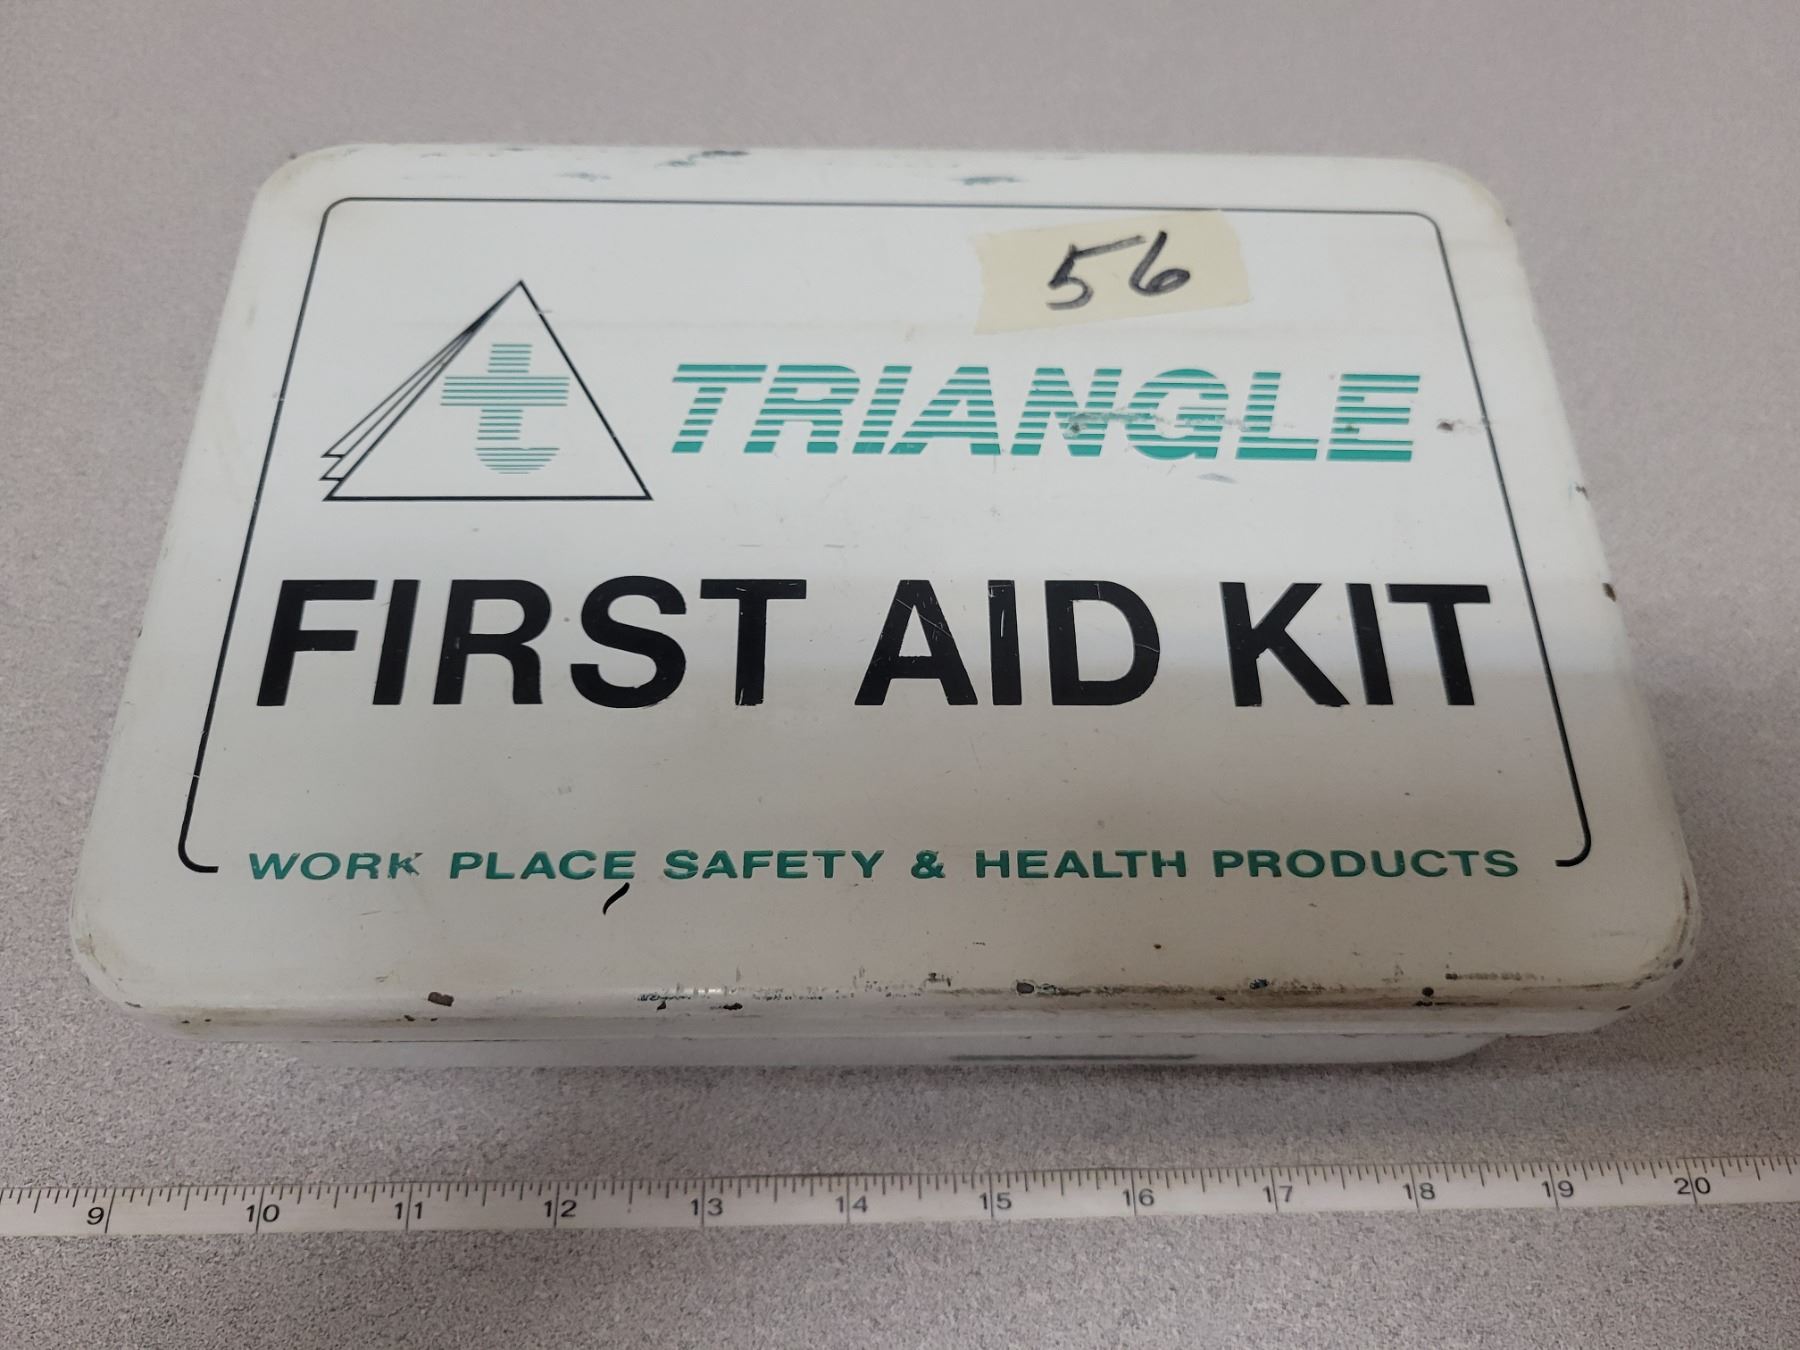 56
t TRIANGLE
FIRST AID KIT
WORK PLACE SAFETY & HEALTH PRODUCTS
9 10 11 12 13 14 15 16 17 18 19 20